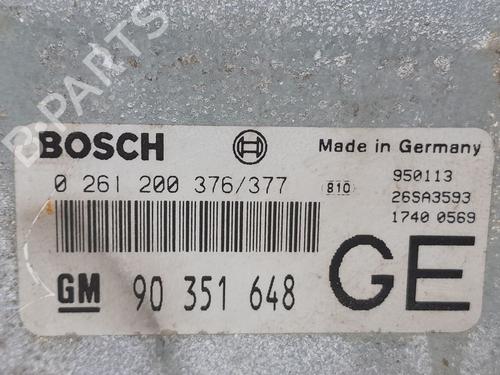 B-PARTS
BOSCH
Made in Germany
0 261 200 376/377
810
950113
26SA3593
1740 0569
GM 90 351 648
GE